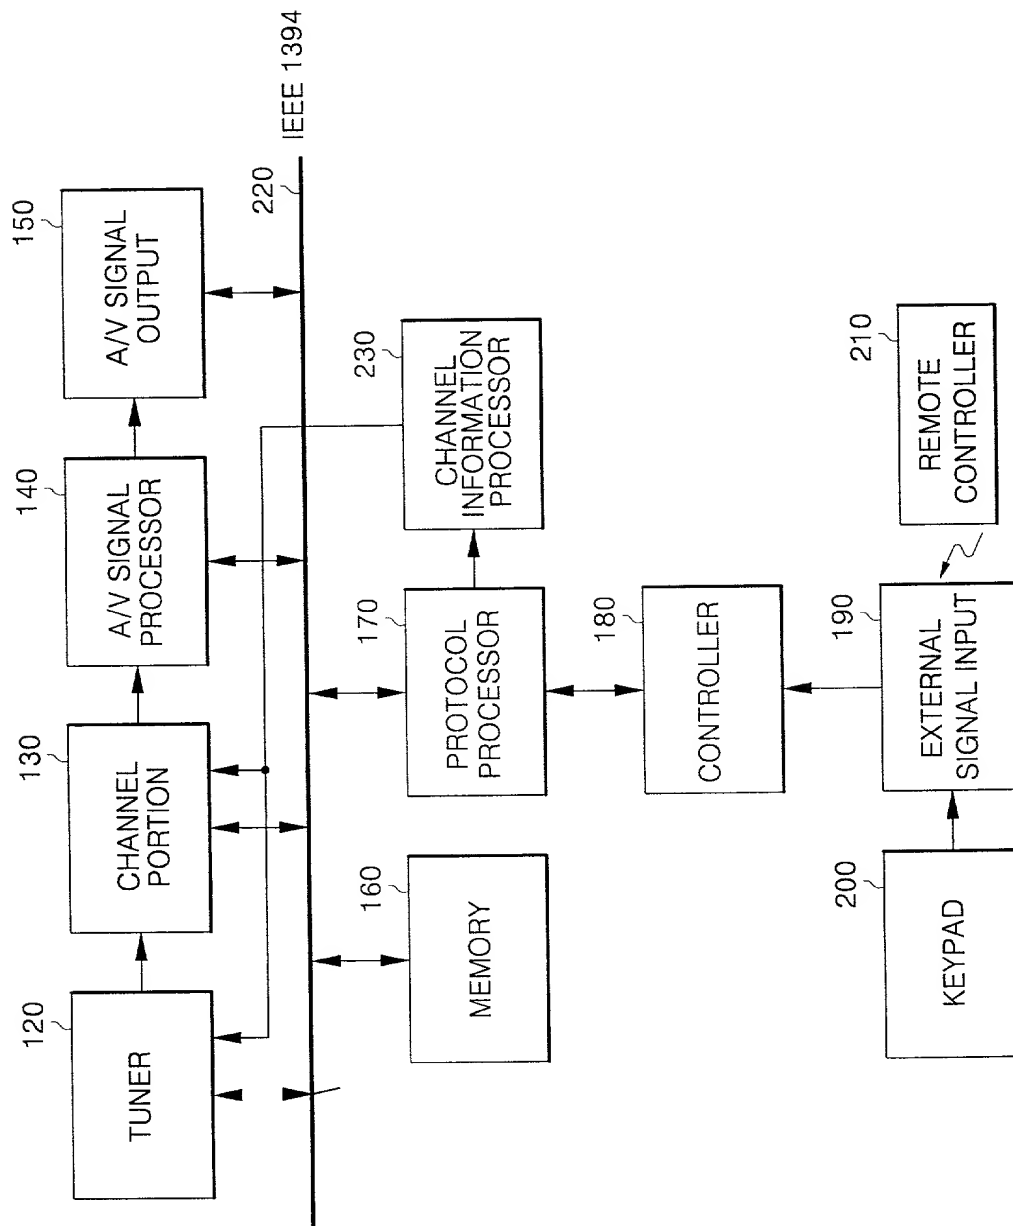 120
TUNER
130
CHANNEL
PORTION
140
A/V SIGNAL
PROCESSOR
150
A/V SIGNAL
OUTPUT
220
IEEE 1394
160
MEMORY
170
PROTOCOL
PROCESSOR
230
CHANNEL
INFORMATION
PROCESSOR
180
CONTROLLER
200
KEYPAD
190
EXTERNAL
SIGNAL INPUT
210
REMOTE
CONTROLLER